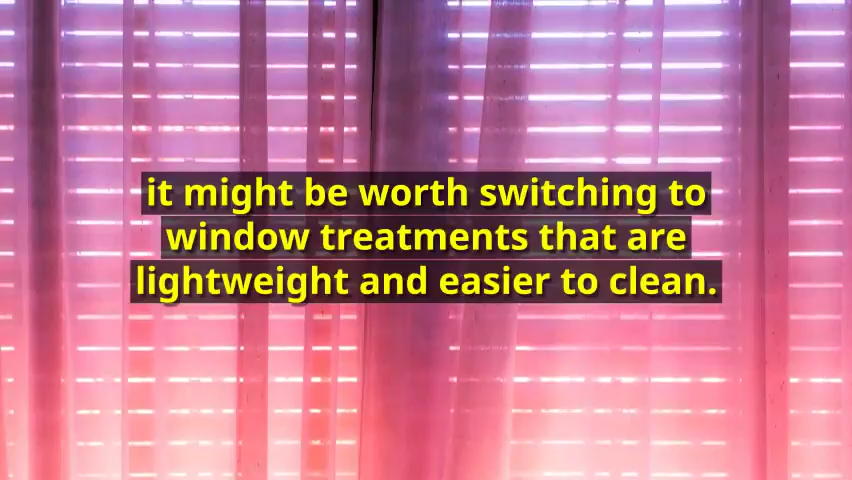 it might be worth switching to
window treatments that are
lightweight and easier to clean.